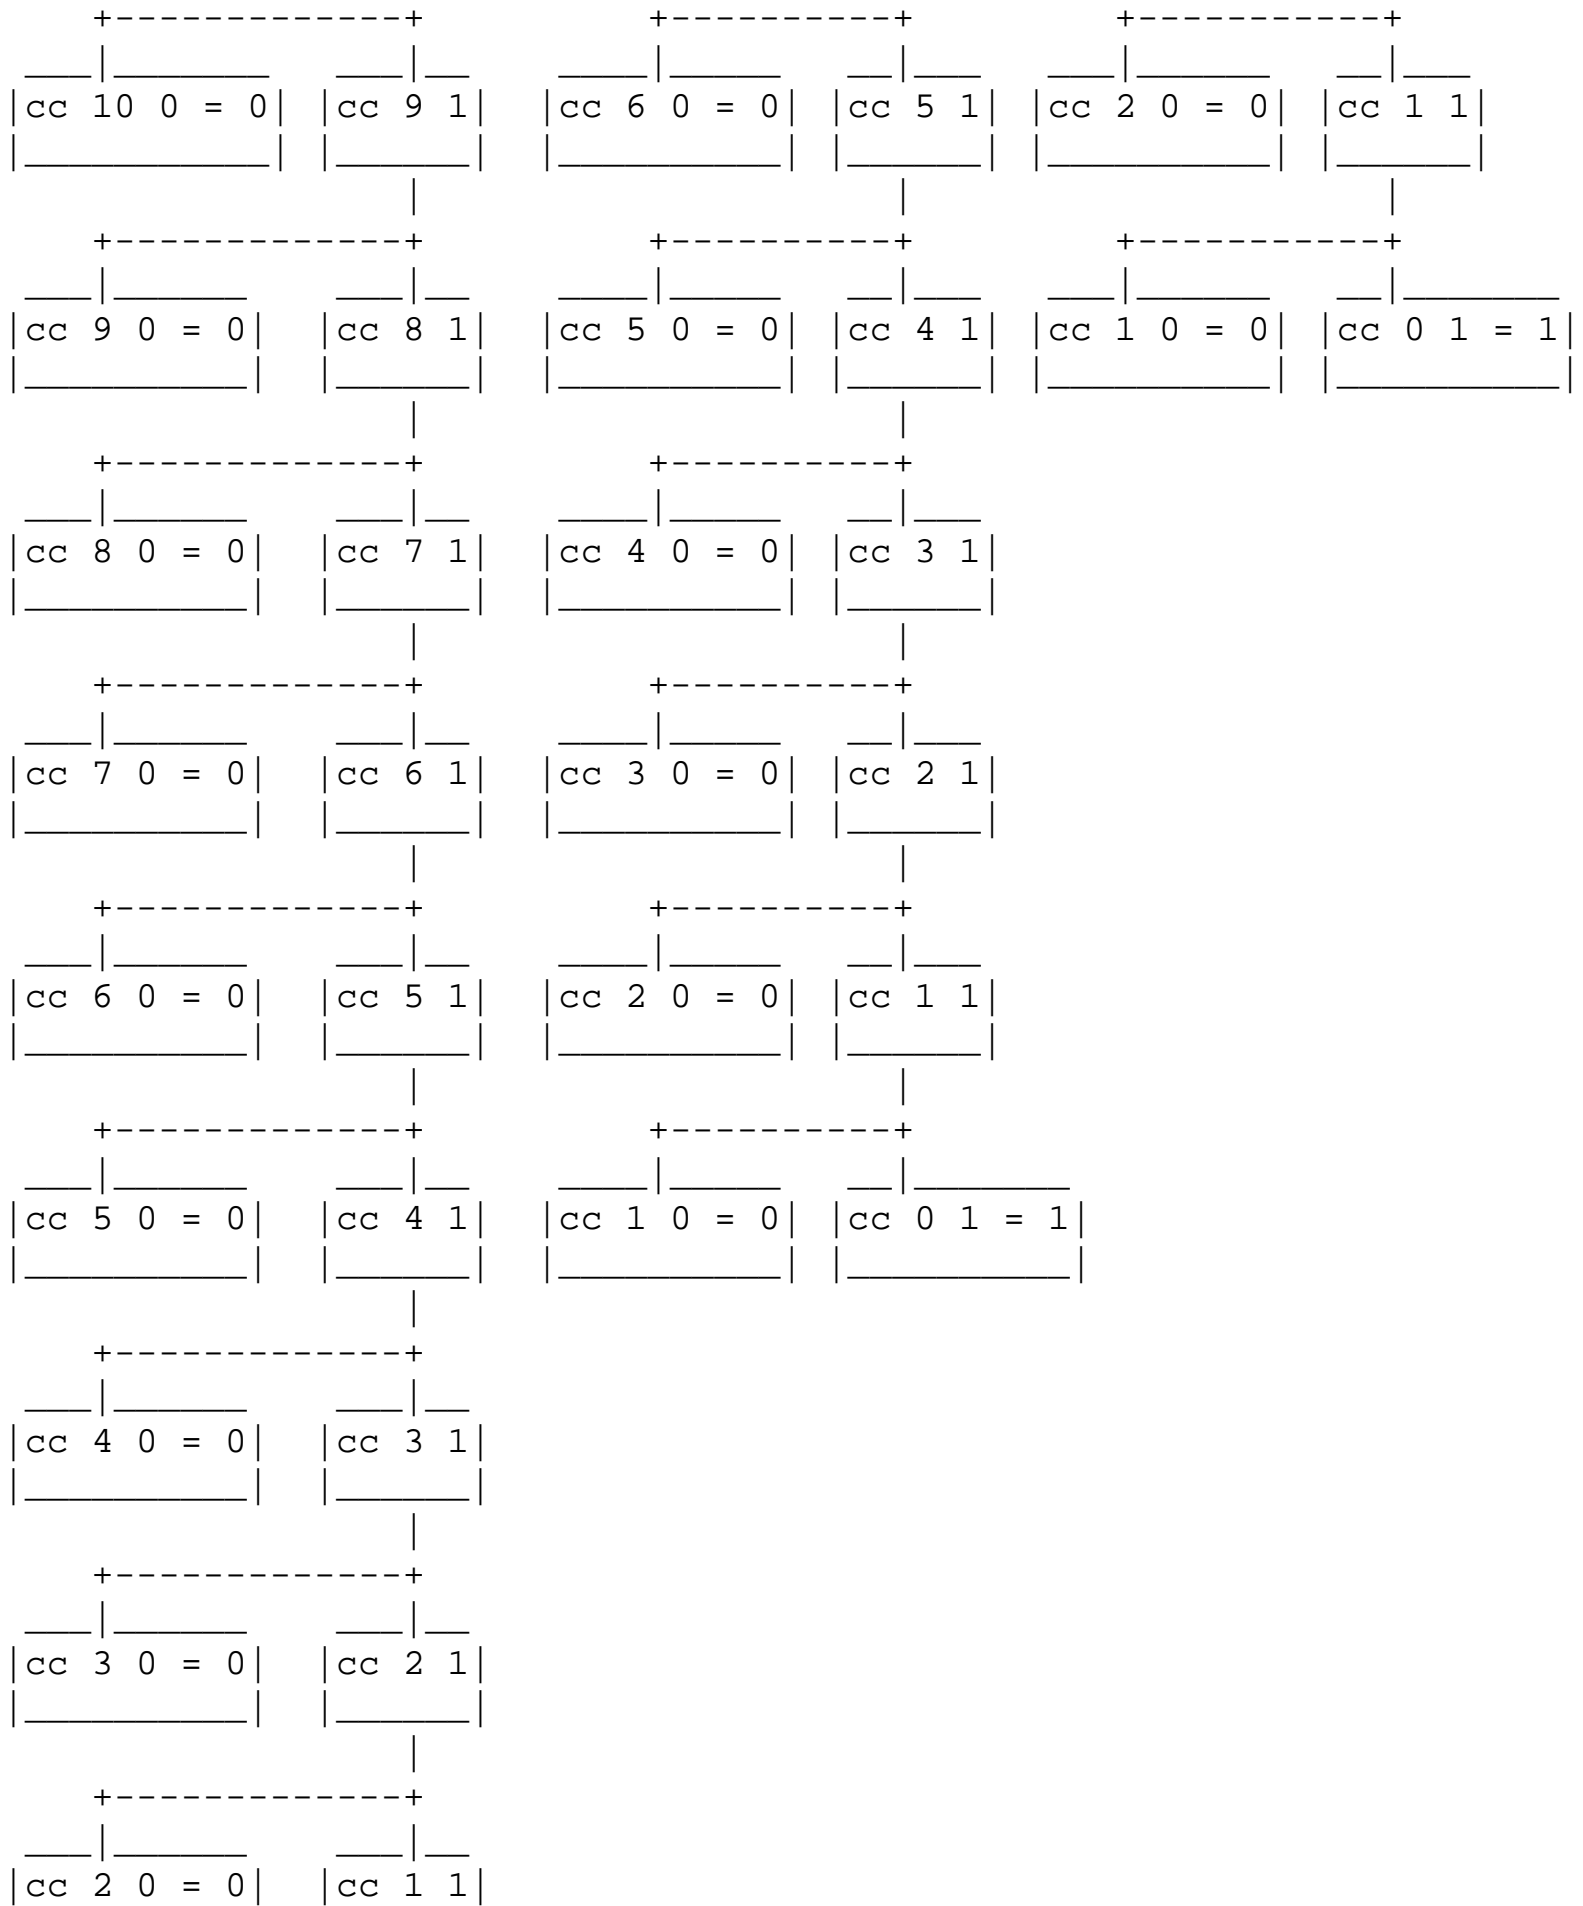 cc 10 0 = 0 cc 9 1 cc 6 0 = 0 cc 5 1 cc 2 0 = 0 cc 1 1
cc 9 0 = 0 cc 8 1 cc 5 0 = 0 cc 4 1 cc 1 0 = 0 cc 0 1 = 1
cc 8 0 = 0 cc 7 1 cc 4 0 = 0 cc 3 1
cc 7 0 = 0 cc 6 1 cc 3 0 = 0 cc 2 1
cc 6 0 = 0 cc 5 1 cc 2 0 = 0 cc 1 1
cc 5 0 = 0 cc 4 1 cc 1 0 = 0 cc 0 1 = 1
cc 4 0 = 0 cc 3 1
cc 3 0 = 0 cc 2 1
cc 2 0 = 0 cc 1 1